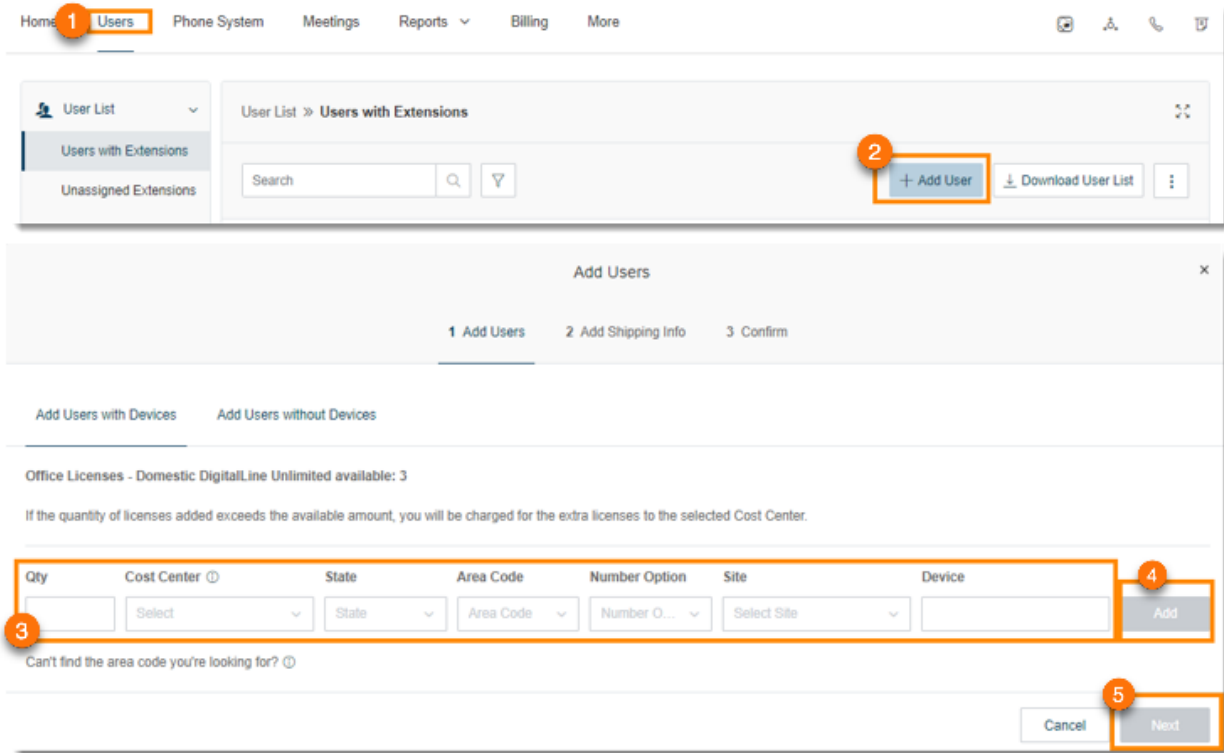 Home 1 Users Phone System Meetings Reports Billing More
User List
User List » Users with Extensions
Users with Extensions
2
Search
+ Add User
Download User List
Unassigned Extensions
Add Users
×
1 Add Users 2 Add Shipping Info 3 Confirm
Add Users with Devices Add Users without Devices
Office Licenses - Domestic DigitalLine Unlimited available: 3
If the quantity of licenses added exceeds the available amount, you will be charged for the extra licenses to the selected Cost Center.
Qty Cost Center State Area Code Number Option Site Device
4
Select State Area Code Number O... Select Site Add
3
Can't find the area code you're looking for?
5
Cancel Next